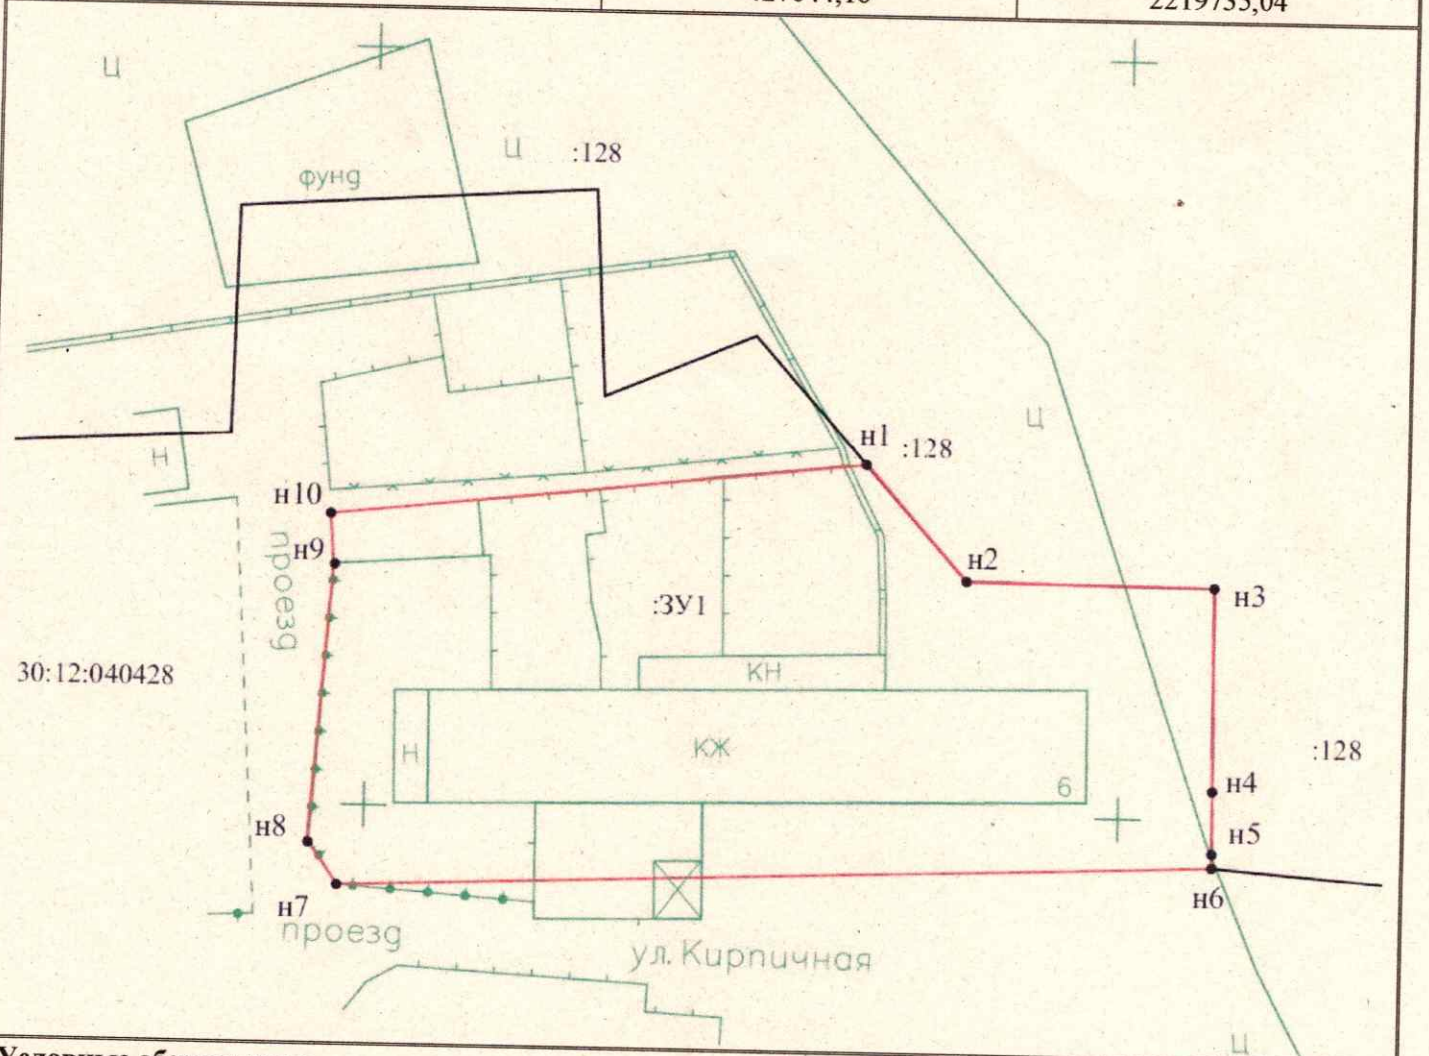 2219735,04
Ц
Ц :128
фунд
н1 :128
Ц
Н
н10
н9
проезд
н2
н3
:ЗУ1
30:12:040428
КН
Н
КЖ
6
:128
н4
н8
н5
н7
н6
проезд
ул. Кирпичная
Ц